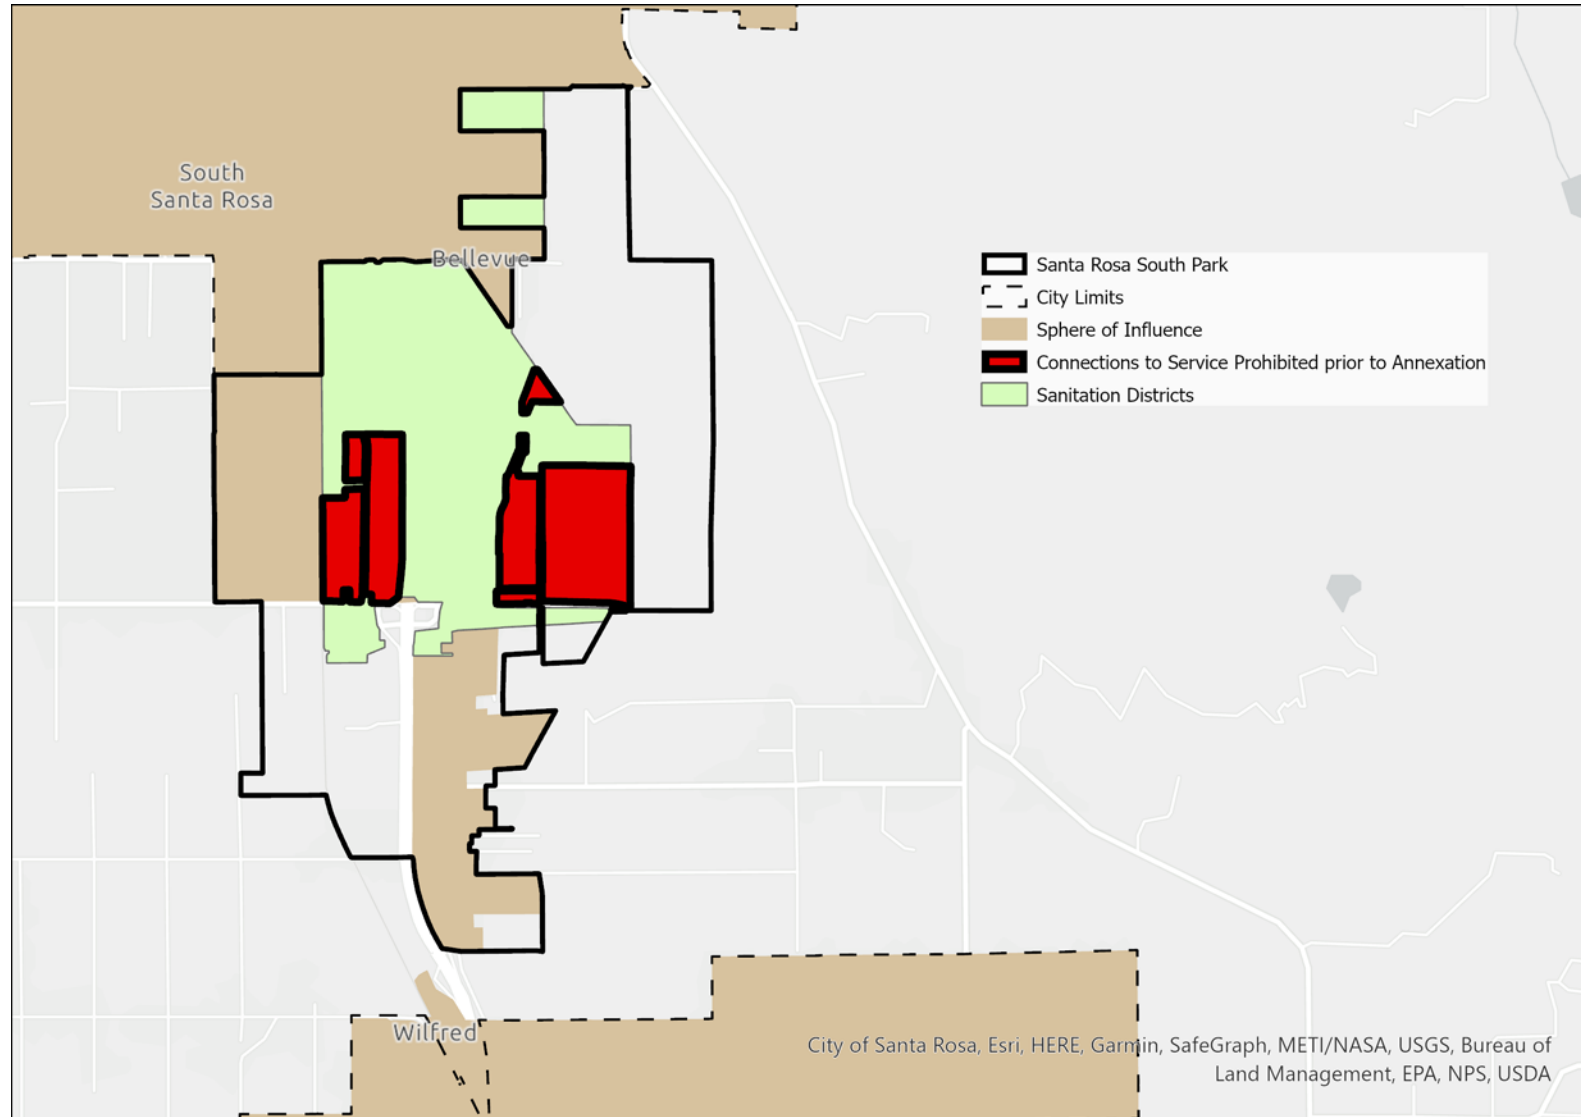 South
Santa Rosa
Bellevue
Santa Rosa South Park
City Limits
Sphere of Influence
Connections to Service Prohibited prior to Annexation
Sanitation Districts
Wilfred
City of Santa Rosa, Esri, HERE, Garmin, SafeGraph, METI/NASA, USGS, Bureau of
Land Management, EPA, NPS, USDA